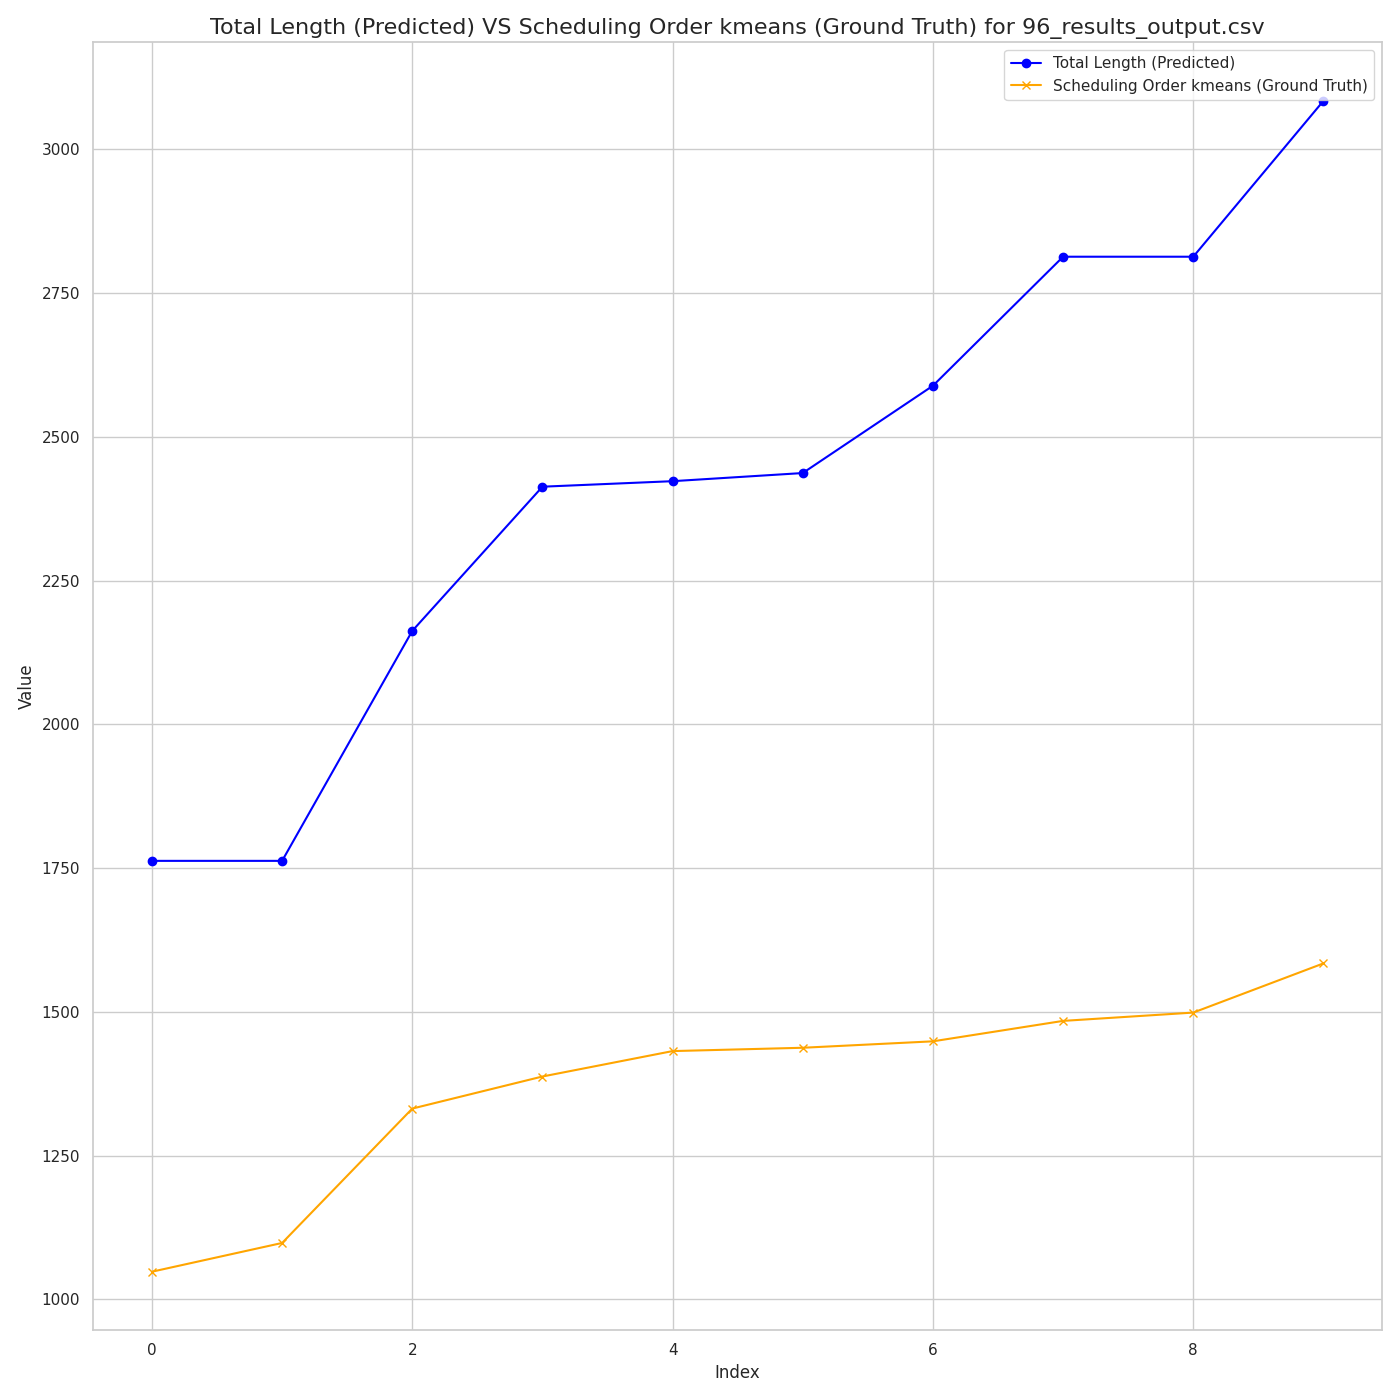 Total Length (Predicted) VS Scheduling Order kmeans (Ground Truth) for 96_results_output.csv
Total Length (Predicted)
Scheduling Order kmeans (Ground Truth)
3000
2750
2500
2250
2000
1750
1500
1250
1000
Value
0 2 4 6 8
Index